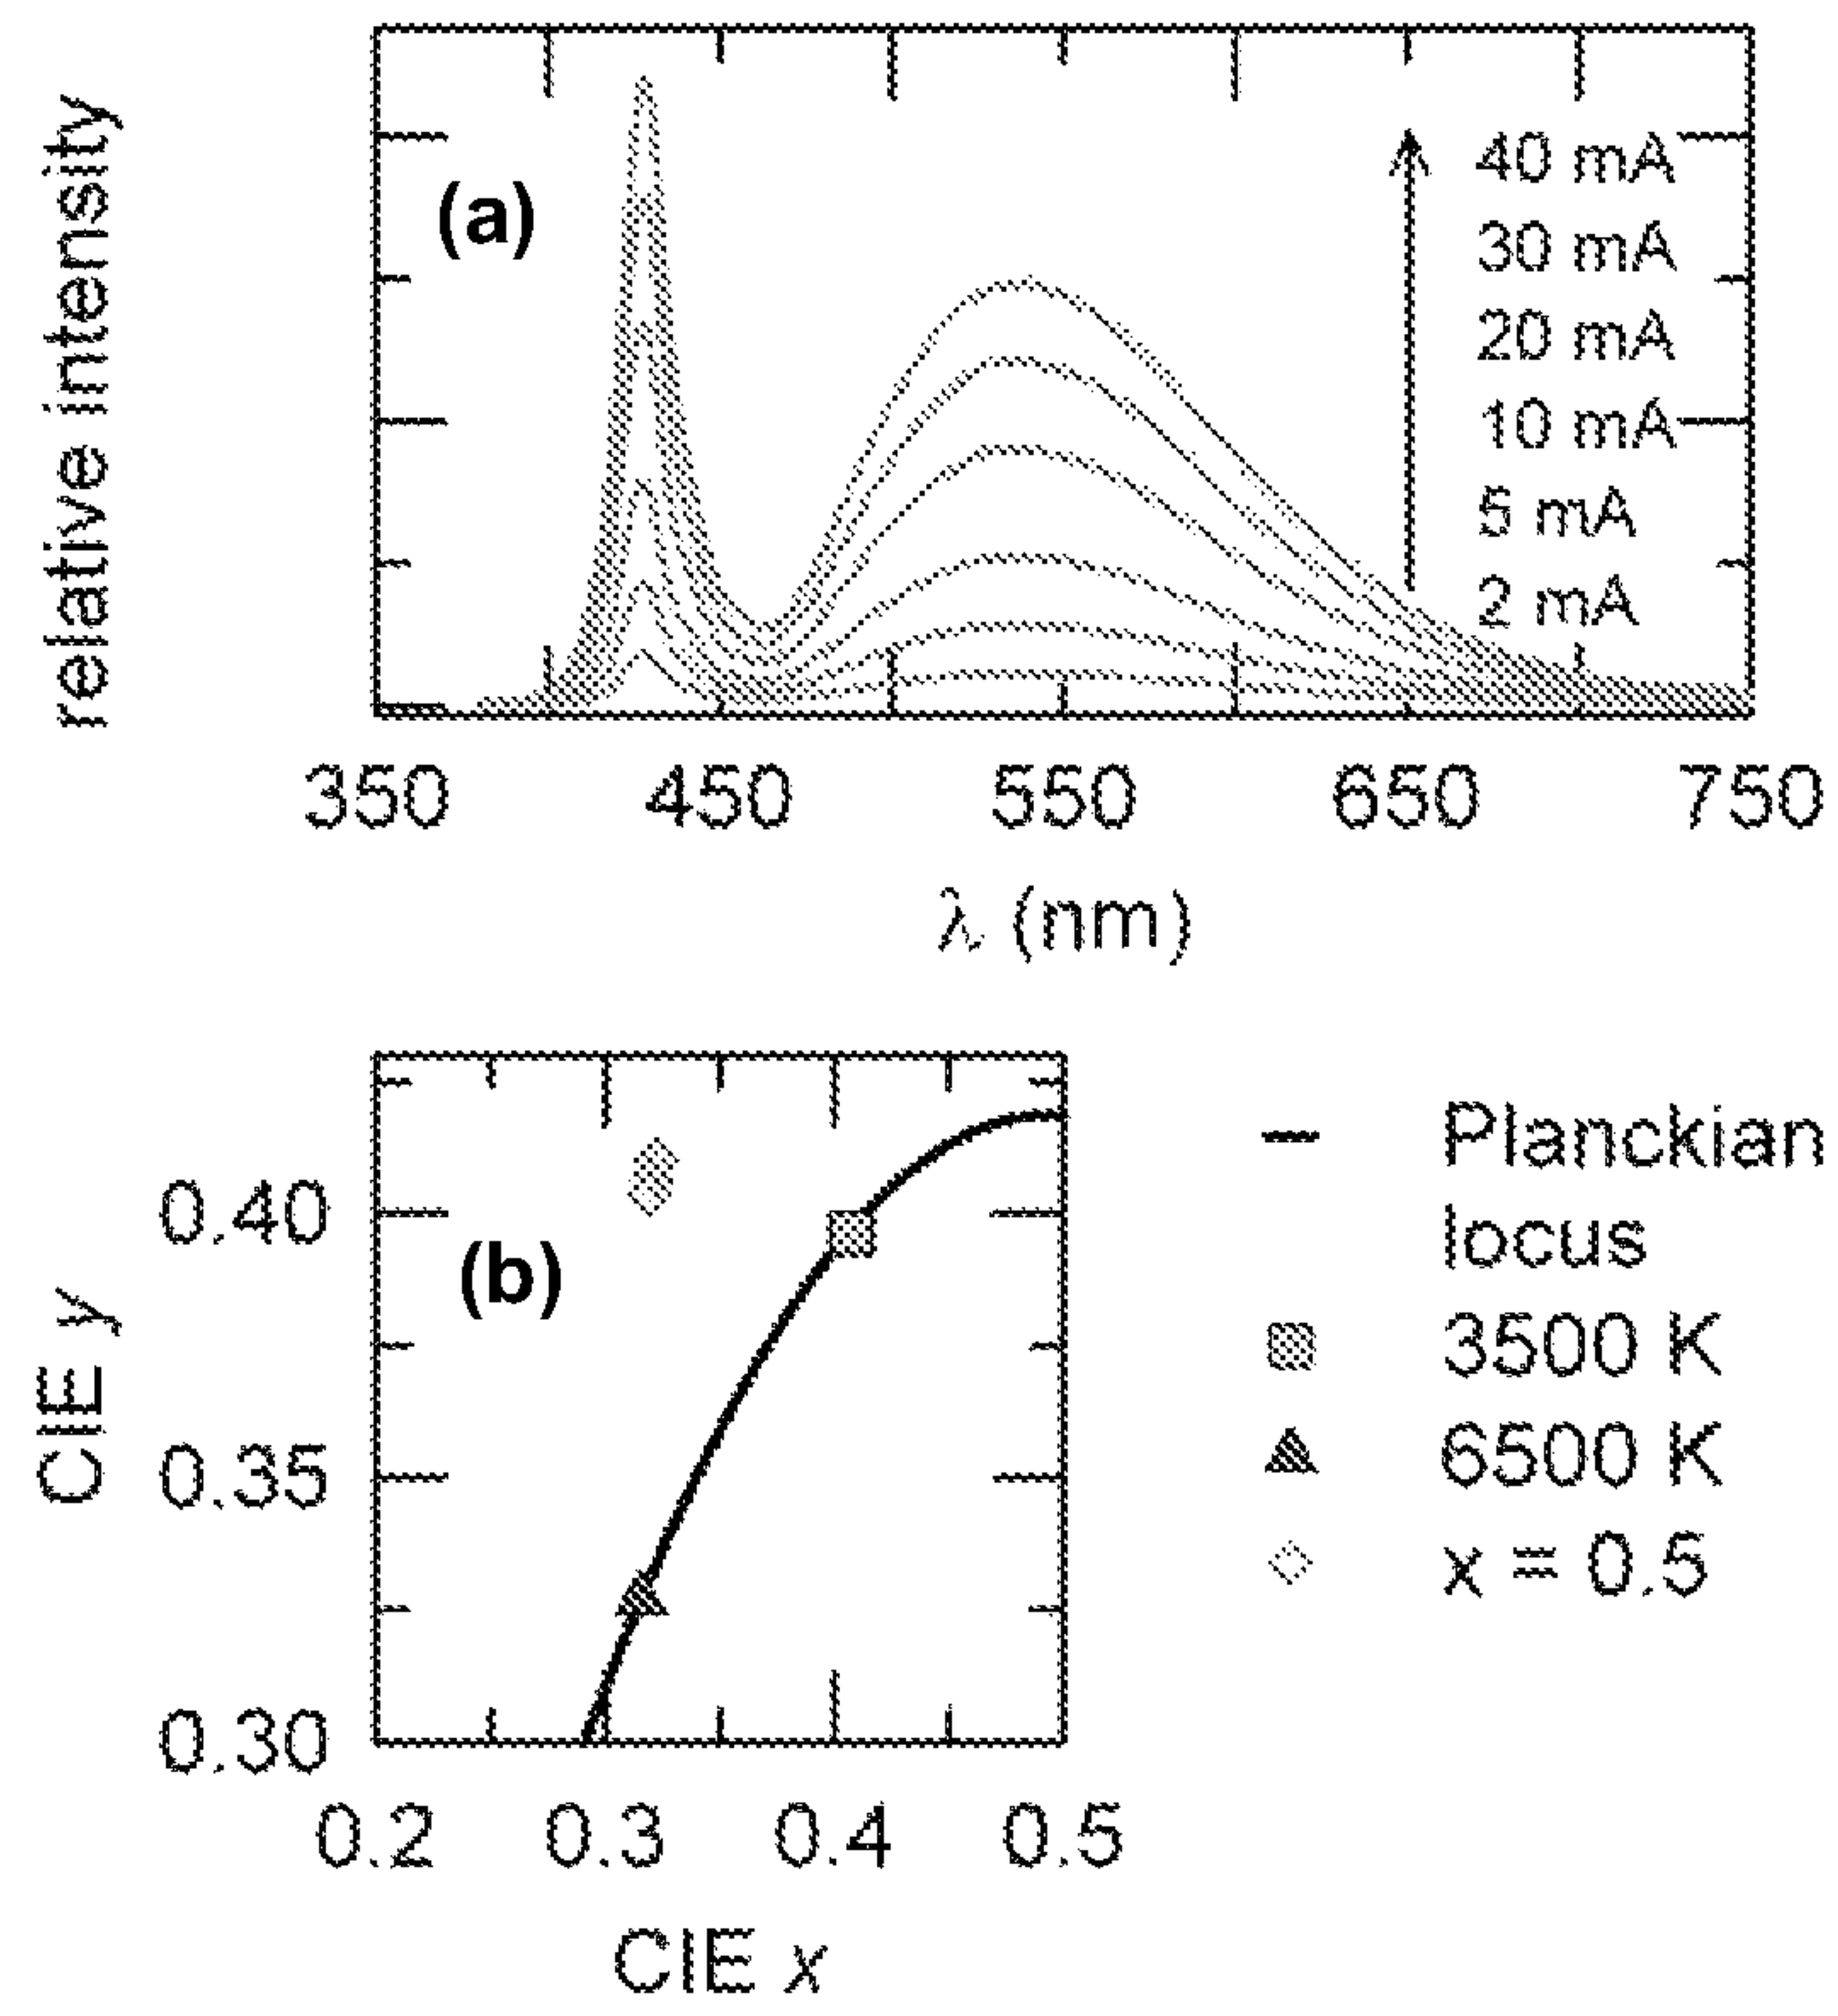 relative intensity
(a)
40 mA
30 mA
20 mA
10 mA
5 mA
2 mA
350 450 550 650 750
λ (nm)
CIE y
0.40
0.35
0.30
(b)
0.2 0.3 0.4 0.5
CIE x
Planckian
locus
3500 K
6500 K
x = 0.5